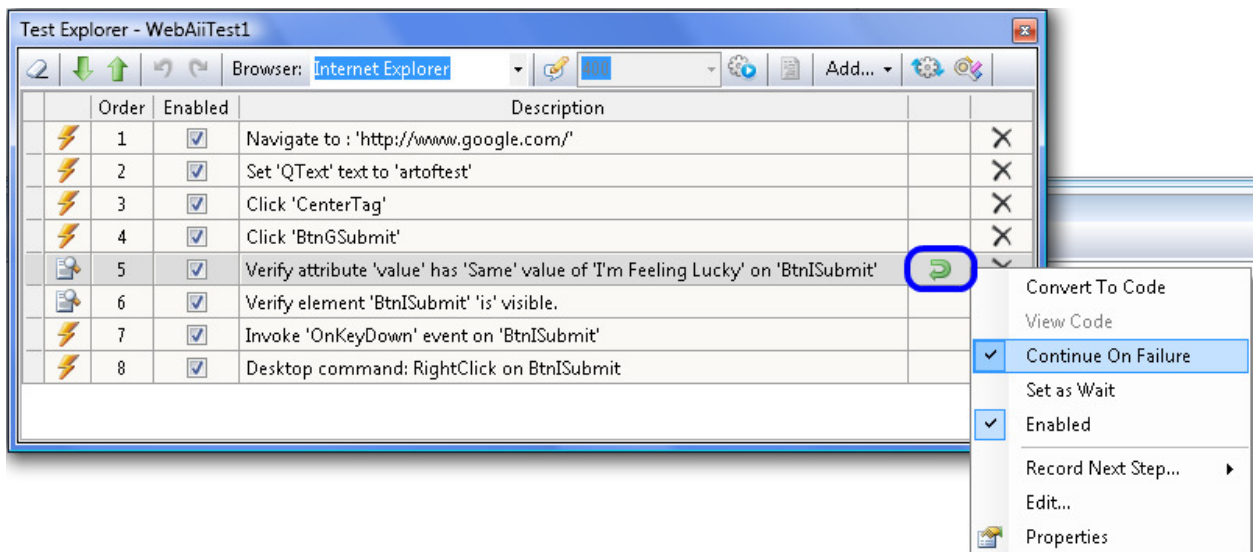 Test Explorer - WebAiiTest1
Browser: Internet Explorer 400 Add...
Order Enabled Description
1 Navigate to : 'http://www.google.com/'
2 Set 'QText' text to 'artoftest'
3 Click 'CenterTag'
4 Click 'BtnGSubmit'
5 Verify attribute 'value' has 'Same' value of 'I'm Feeling Lucky' on 'BtnISubmit'
6 Verify element 'BtnISubmit' 'is' visible.
7 Invoke 'OnKeyDown' event on 'BtnISubmit'
8 Desktop command: RightClick on BtnISubmit
Convert To Code
View Code
Continue On Failure
Set as Wait
Enabled
Record Next Step...
Edit...
Properties